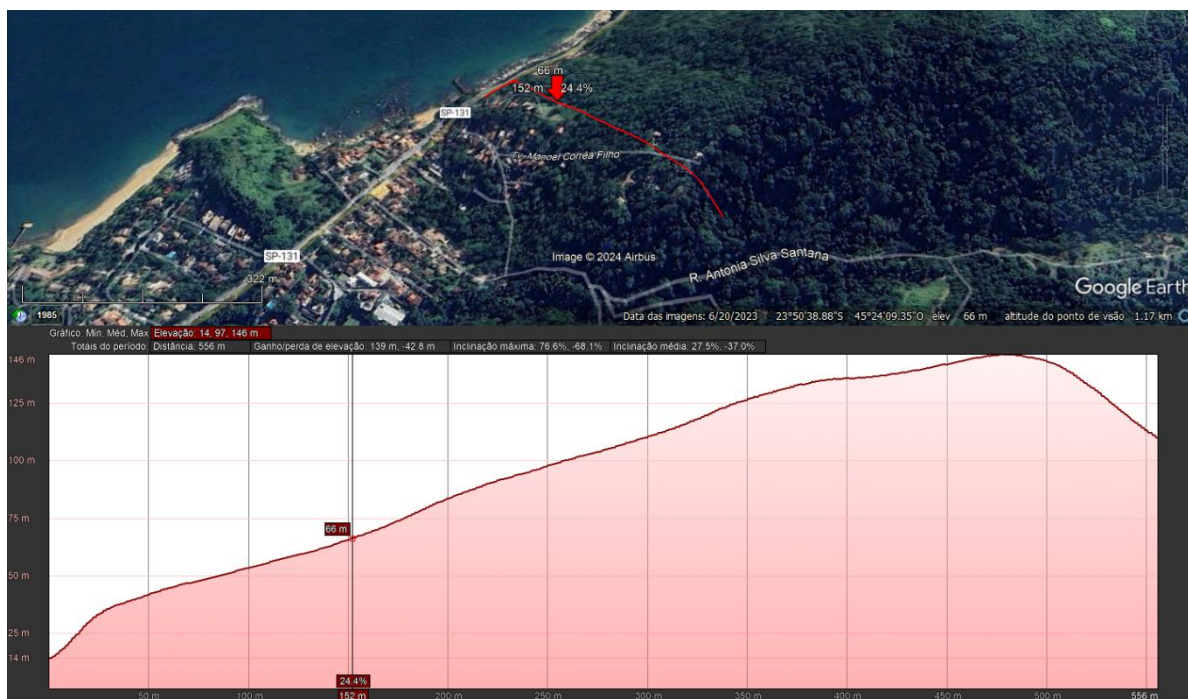 66 m
152 m 24.4%
SP-131
Tv. Manoel Corrêa Filho
SP-131
322 m
Image © 2024 Airbus
R. Antonia Silva Santana
Google Earth
1985
Data das imagens: 6/20/2023 23°50'38.88"S 45°24'09.35"O elev 66 m altitude do ponto de visão 1.17 km
Gráfico. Mín, Méd, Máx Elevação: 14, 97, 146 m
Totais do período: Distância: 556 m Ganho/perda de elevação: 139 m, -42.8 m Inclinação máxima: 76.6%, -68.1% Inclinação média: 27.5%, -37.0%
146 m
125 m
100 m
75 m
66 m
50 m
25 m
14 m
24.4%
50 m 100 m 152 m 200 m 250 m 300 m 350 m 400 m 450 m 500 m 556 m